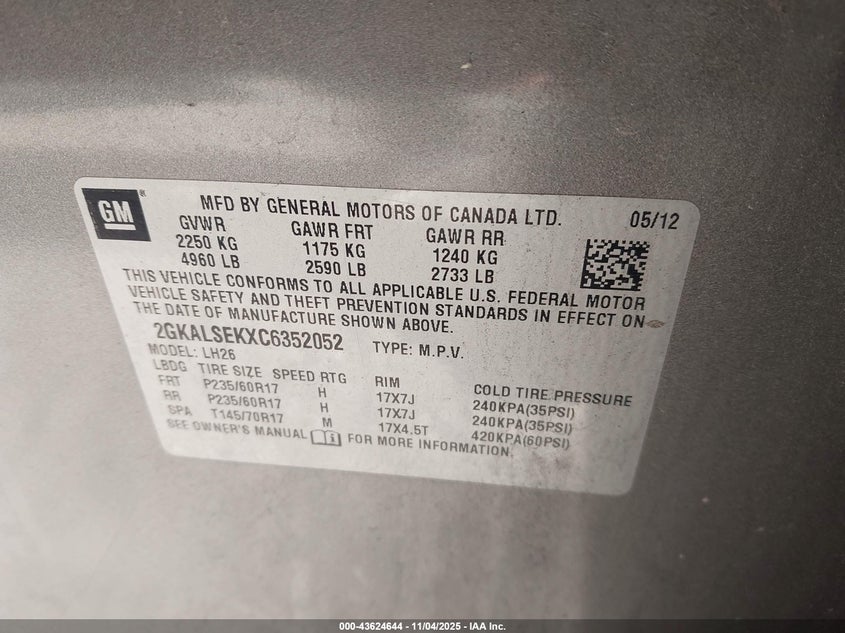 GM ®
MFD BY GENERAL MOTORS OF CANADA LTD. 05/12
GVWR GAWR FRT GAWR RR
2250 KG 1175 KG 1240 KG
4960 LB 2590 LB 2733 LB
THIS VEHICLE CONFORMS TO ALL APPLICABLE U.S. FEDERAL MOTOR
VEHICLE SAFETY AND THEFT PREVENTION STANDARDS IN EFFECT ON
THE DATE OF MANUFACTURE SHOWN ABOVE.
2GKALSEKXC6352052 TYPE: M.P.V.
MODEL: LH26
LBDG TIRE SIZE SPEED RTG RIM COLD TIRE PRESSURE
FRT P235/60R17 H 17X7J 240KPA(35PSI)
RR P235/60R17 H 17X7J 240KPA(35PSI)
SPA T145/70R17 M 17X4.5T 420KPA(60PSI)
SEE OWNER'S MANUAL FOR MORE INFORMATION.
000-43624644 - 11/04/2025 - IAA Inc.